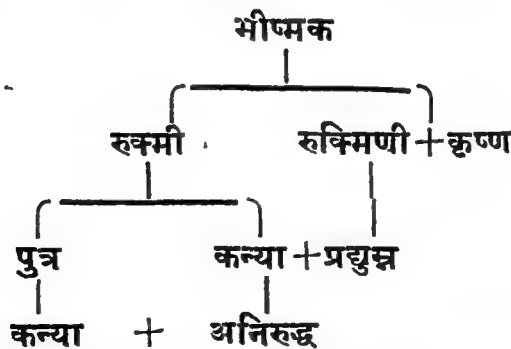 भीष्मक
रुक्मी रुक्मिणी + कृष्ण
पुत्र कन्या + प्रद्युम्न
कन्या + अनिरुद्ध